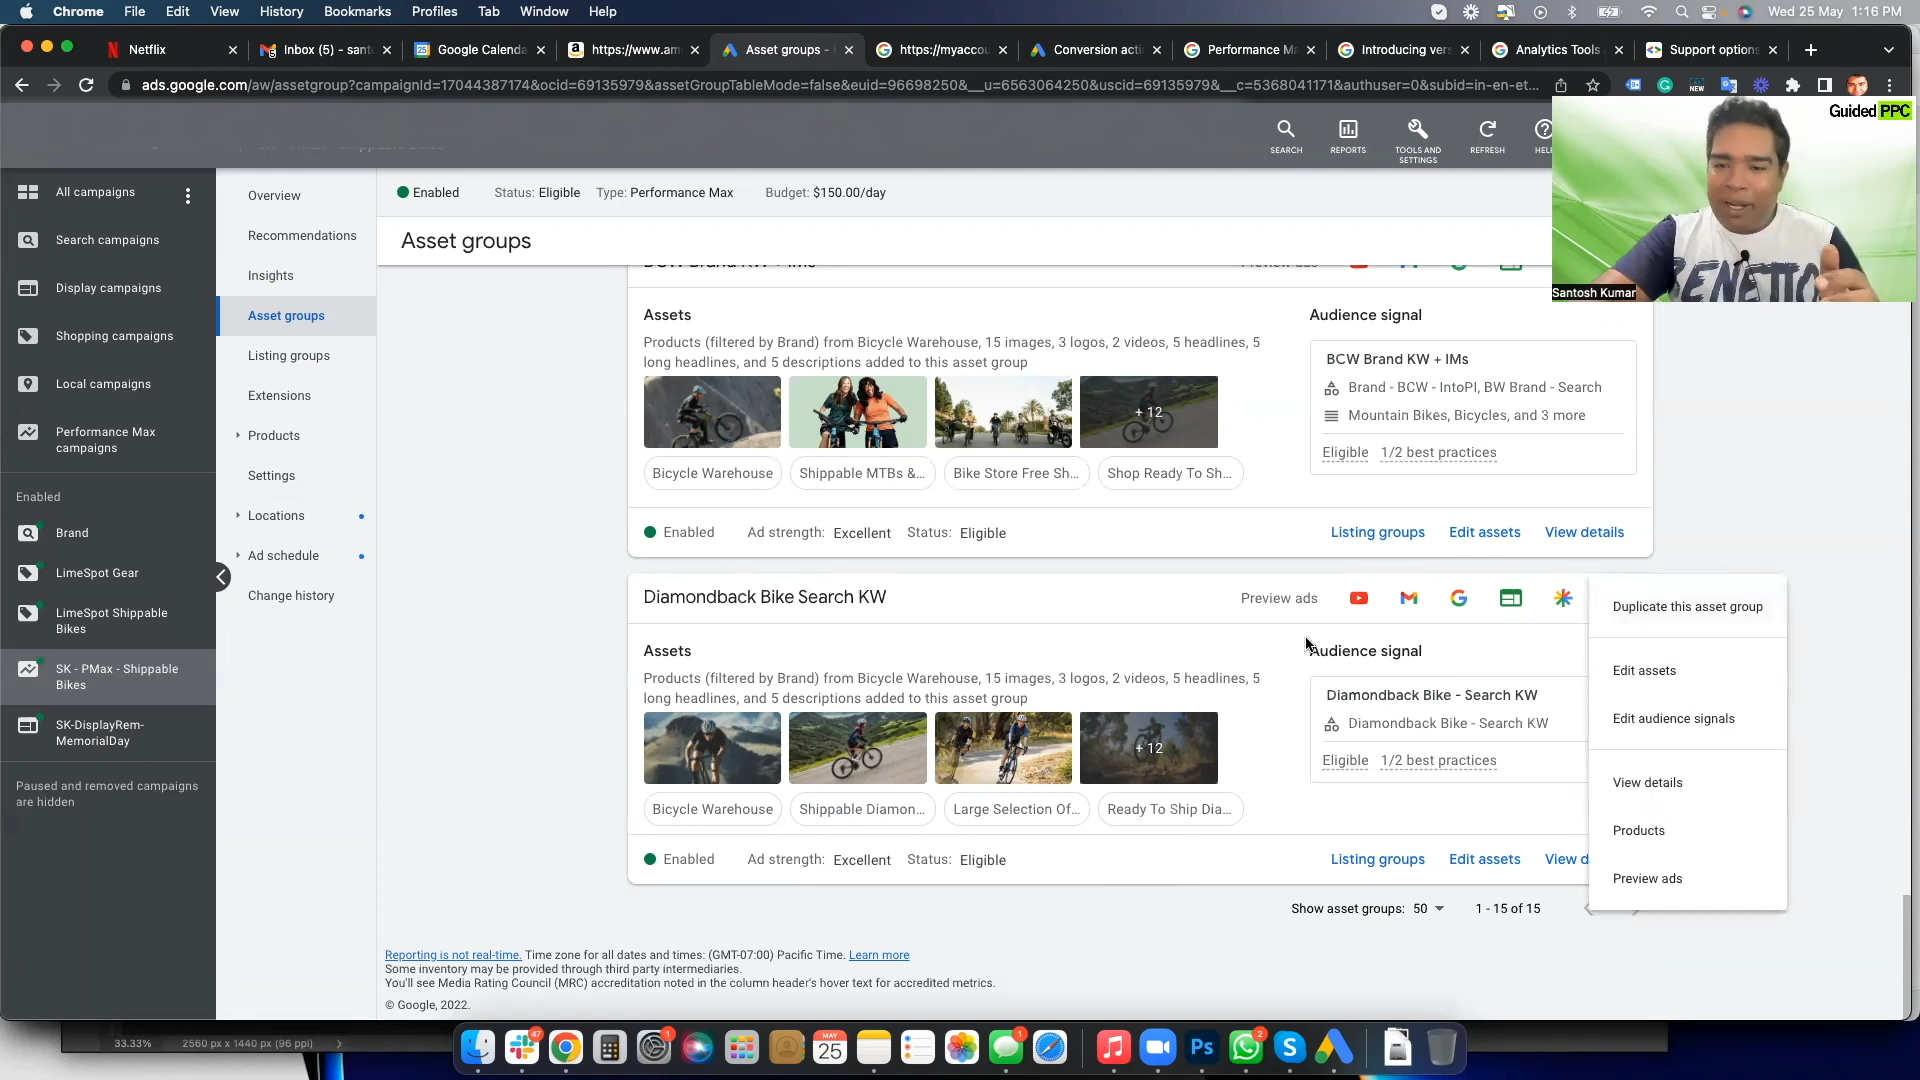 Chrome File Edit View History Bookmarks Profiles Tab Window Help Wed 25 May 1:16 PM
Netflix Inbox (5) - sant Google Calenda https://www.am Asset groups - https://myaccou Conversion acti Performance M Introducing ver Analytics Tools Support options
ads.google.com/aw/assetgroup?campaignId=17044387174&ocid=69135979&assetGroupTableMode=false&euid=96698250&__u=6563064250&uscid=69135979&__c=5368041171&authuser=0&subid=in-en-et...
NEW
Guided PPC
SEARCH REPORTS TOOLS AND SETTINGS REFRESH HELP
BENETTO
Santosh Kumar
All campaigns
Search campaigns
Display campaigns
Shopping campaigns
Local campaigns
Performance Max
campaigns
Enabled
Brand
LimeSpot Gear
LimeSpot Shippable
Bikes
SK - PMax - Shippable
Bikes
SK-DisplayRem-
MemorialDay
Paused and removed campaigns
are hidden
Overview
Recommendations
Insights
Asset groups
Listing groups
Extensions
Products
Settings
Locations
Ad schedule
Change history
Enabled Status: Eligible Type: Performance Max Budget: $150.00/day
Asset groups
BCW Brand KW + IMs Preview ads
Assets
Products (filtered by Brand) from Bicycle Warehouse, 15 images, 3 logos, 2 videos, 5 headlines, 5
long headlines, and 5 descriptions added to this asset group
+ 12
Bicycle Warehouse Shippable MTBs &... Bike Store Free Sh... Shop Ready To Sh...
Audience signal
BCW Brand KW + IMs
Brand - BCW - IntoPI, BW Brand - Search
Mountain Bikes, Bicycles, and 3 more
Eligible 1/2 best practices
Enabled Ad strength: Excellent Status: Eligible Listing groups Edit assets View details
Diamondback Bike Search KW Preview ads
Assets
Products (filtered by Brand) from Bicycle Warehouse, 15 images, 3 logos, 2 videos, 5 headlines, 5
long headlines, and 5 descriptions added to this asset group
+ 12
Bicycle Warehouse Shippable Diamon... Large Selection Of... Ready To Ship Dia...
Audience signal
Diamondback Bike - Search KW
Diamondback Bike - Search KW
Eligible 1/2 best practices
Enabled Ad strength: Excellent Status: Eligible Listing groups Edit assets View d
Duplicate this asset group
Edit assets
Edit audience signals
View details
Products
Preview ads
Show asset groups: 50 1 - 15 of 15
Reporting is not real-time. Time zone for all dates and times: (GMT-07:00) Pacific Time. Learn more
Some inventory may be provided through third party intermediaries.
You'll see Media Rating Council (MRC) accreditation noted in the column header's hover text for accredited metrics.
© Google, 2022.
33.33% 2560 px x 1440 px (96 ppi)
47 1 MAY 25 1 Ps 2